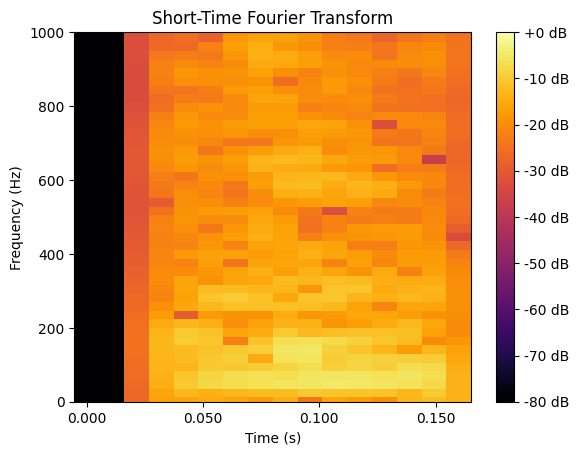 Short-Time Fourier Transform
1000
800
600
400
200
0
Frequency (Hz)
0.000
0.050
0.100
0.150
Time (s)
+0 dB
-10 dB
-20 dB
-30 dB
-40 dB
-50 dB
-60 dB
-70 dB
-80 dB